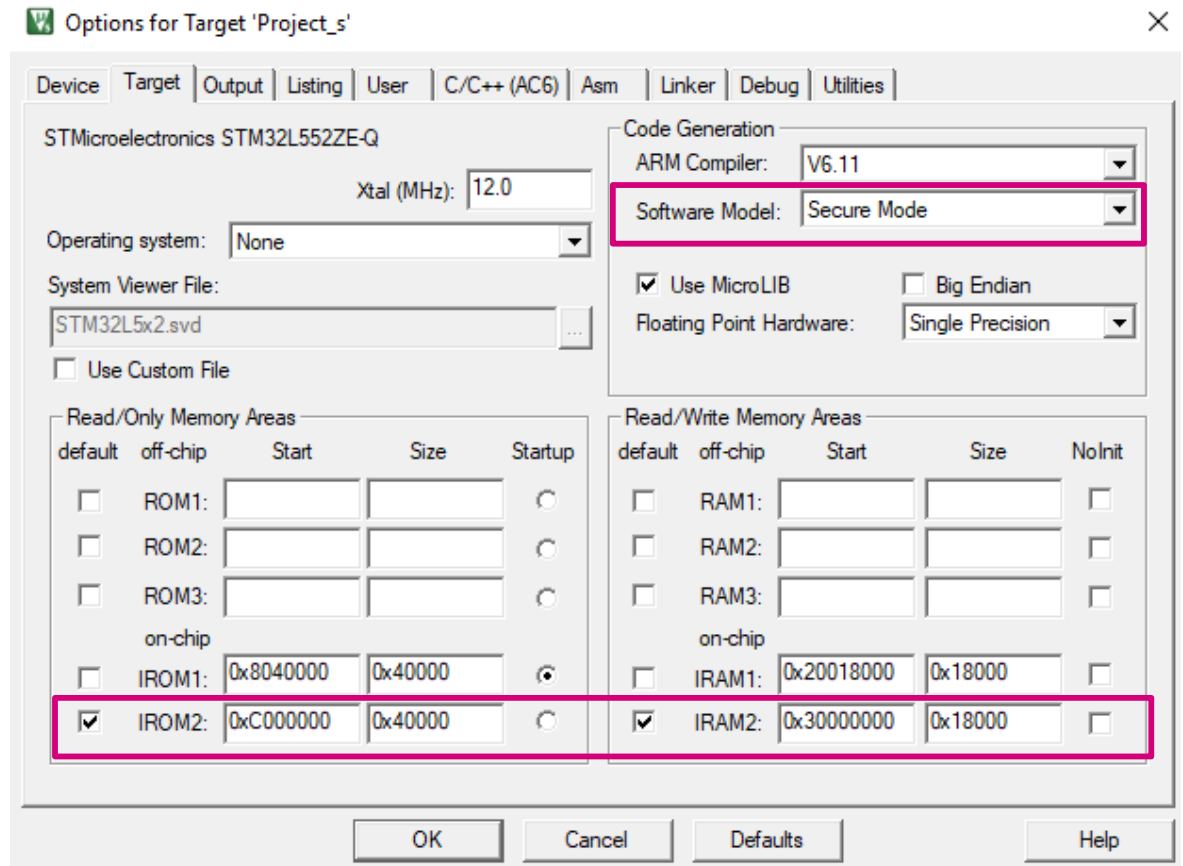 Options for Target 'Project_s'
Device Target Output Listing User C/C++ (AC6) Asm Linker Debug Utilities
STMicroelectronics STM32L552ZE-Q
Xtal (MHz): 12.0
Operating system: None
System Viewer File:
STM32L5x2.svd ...
Use Custom File
Code Generation
ARM Compiler: V6.11
Software Model: Secure Mode
Use MicroLIB Big Endian
Floating Point Hardware: Single Precision
Read/Only Memory Areas
default off-chip Start Size Startup
ROM1:
ROM2:
ROM3:
on-chip
IROM1: 0x8040000 0x40000
IROM2: 0xC000000 0x40000
Read/Write Memory Areas
default off-chip Start Size NoInit
RAM1:
RAM2:
RAM3:
on-chip
IRAM1: 0x20018000 0x18000
IRAM2: 0x30000000 0x18000
OK Cancel Defaults Help